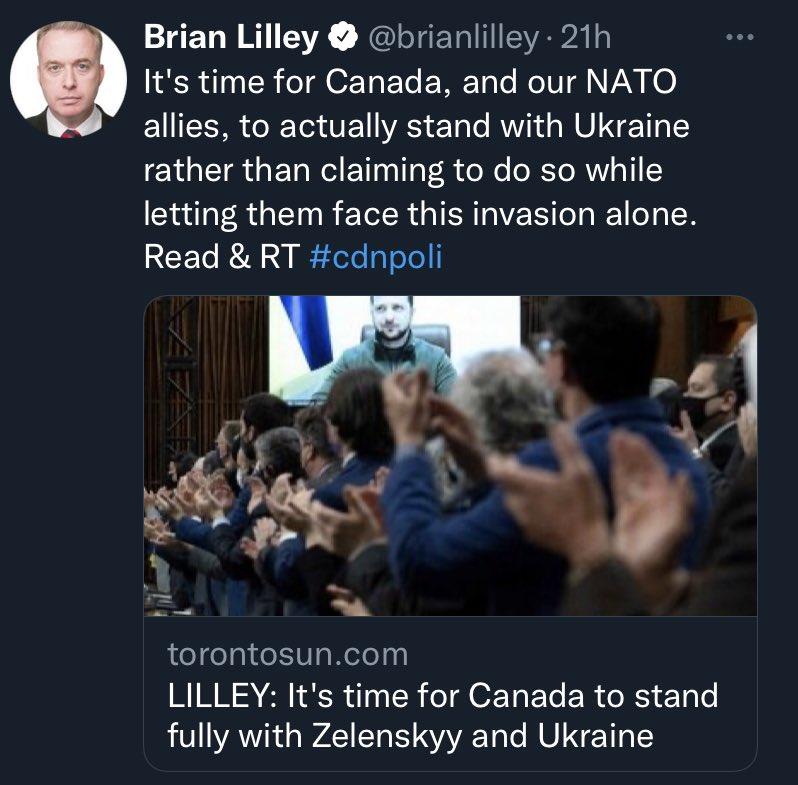 Brian Lilley @brianlilley · 21h
It's time for Canada, and our NATO
allies, to actually stand with Ukraine
rather than claiming to do so while
letting them face this invasion alone.
Read & RT #cdnpoli
torontosun.com
LILLEY: It's time for Canada to stand
fully with Zelenskyy and Ukraine